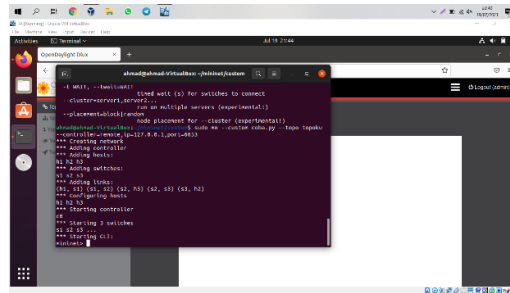 Activities
Terminal
Jul 19 21:44
OpenDaylight Dlux
Logout (admin)
ahmad@ahmad-VirtualBox: ~/mininet/custom
-t WAIT, --twait=WAIT
timed wait (s) for switches to connect
--cluster=server1,server2...
run on multiple servers (experimental!)
--placement=block|random
node placement for --cluster (experimental!)
ahmad@ahmad-VirtualBox:~/mininet/custom$ sudo mn --custom coba.py --topo topoku
--controller=remote,ip=127.0.0.1,port=6633
*** Creating network
*** Adding controller
*** Adding hosts:
h1 h2 h3
*** Adding switches:
s1 s2 s3
*** Adding links:
(h1, s1) (s1, s2) (s2, h3) (s2, s3) (s3, h2)
*** Configuring hosts
h1 h2 h3
*** Starting controller
c0
*** Starting 3 switches
s1 s2 s3 ...
*** Starting CLI:
mininet>